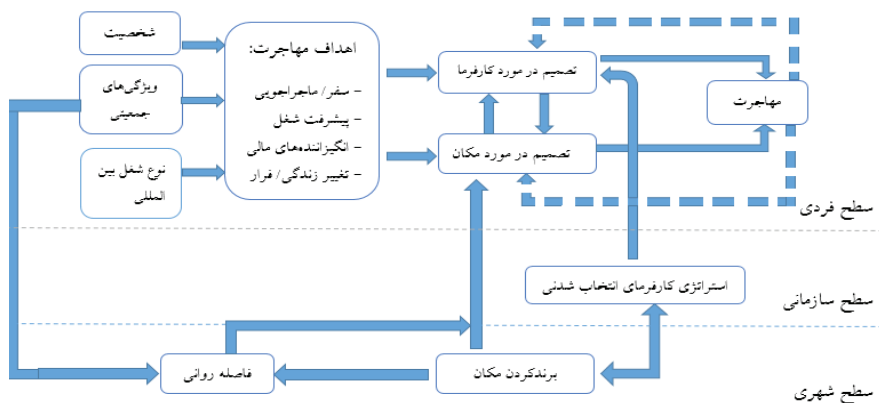 شخصیت
ویژگی‌های
جمعیتی
نوع شغل بین
المللی
اهداف مهاجرت:
- سفر/ ماجراجویی
- پیشرفت شغل
- انگیزاننده‌های مالی
- تغییر زندگی/ فرار
تصمیم در مورد کارفرما
تصمیم در مورد مکان
مهاجرت
سطح فردی
استراتژی کارفرمای انتخاب شدنی
سطح سازمانی
فاصله روانی
برندکردن مکان
سطح شهری